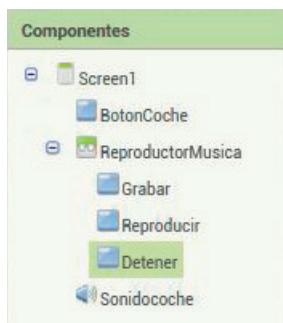 Componentes
Screen1
BotonCoche
ReproductorMusica
Grabar
Reproducir
Detener
Sonidocoche